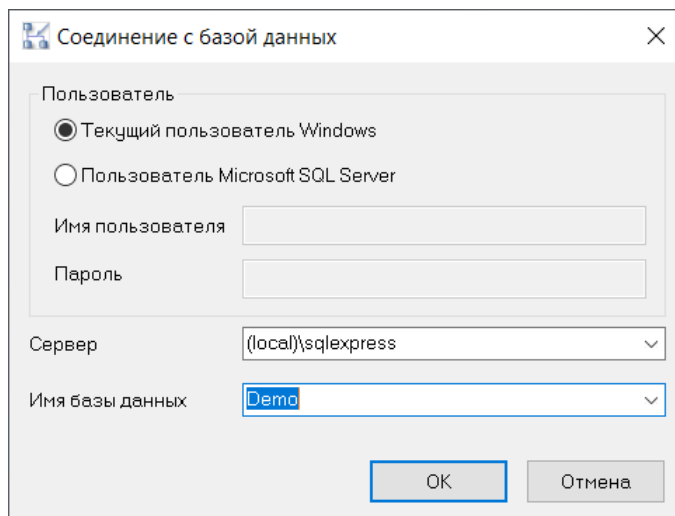 Соединение с базой данных
Пользователь
Текущий пользователь Windows
Пользователь Microsoft SQL Server
Имя пользователя
Пароль
Сервер (local)\sqlexpress
Имя базы данных Demo
OK Отмена